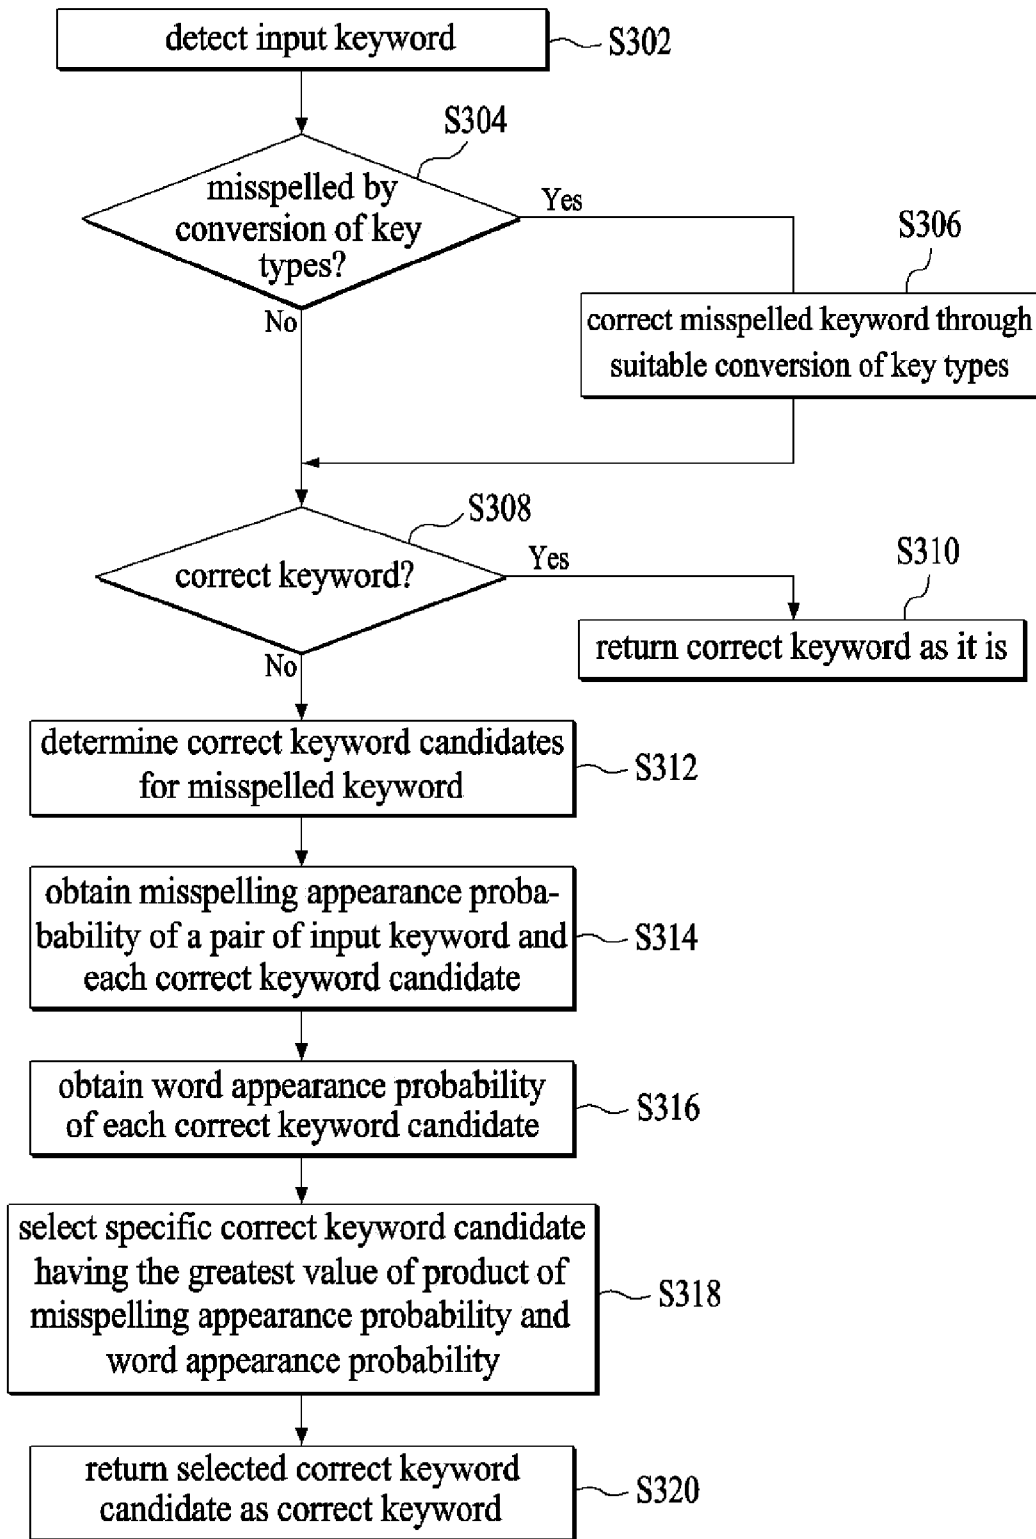 detect input keyword
S302
S304
misspelled by
conversion of key
types?
Yes
No
S306
correct misspelled keyword through
suitable conversion of key types
S308
correct keyword?
Yes
No
S310
return correct keyword as it is
determine correct keyword candidates
for misspelled keyword
S312
obtain misspelling appearance proba-
bability of a pair of input keyword and
each correct keyword candidate
S314
obtain word appearance probability
of each correct keyword candidate
S316
select specific correct keyword candidate
having the greatest value of product of
misspelling appearance probability and
word appearance probability
S318
return selected correct keyword
candidate as correct keyword
S320